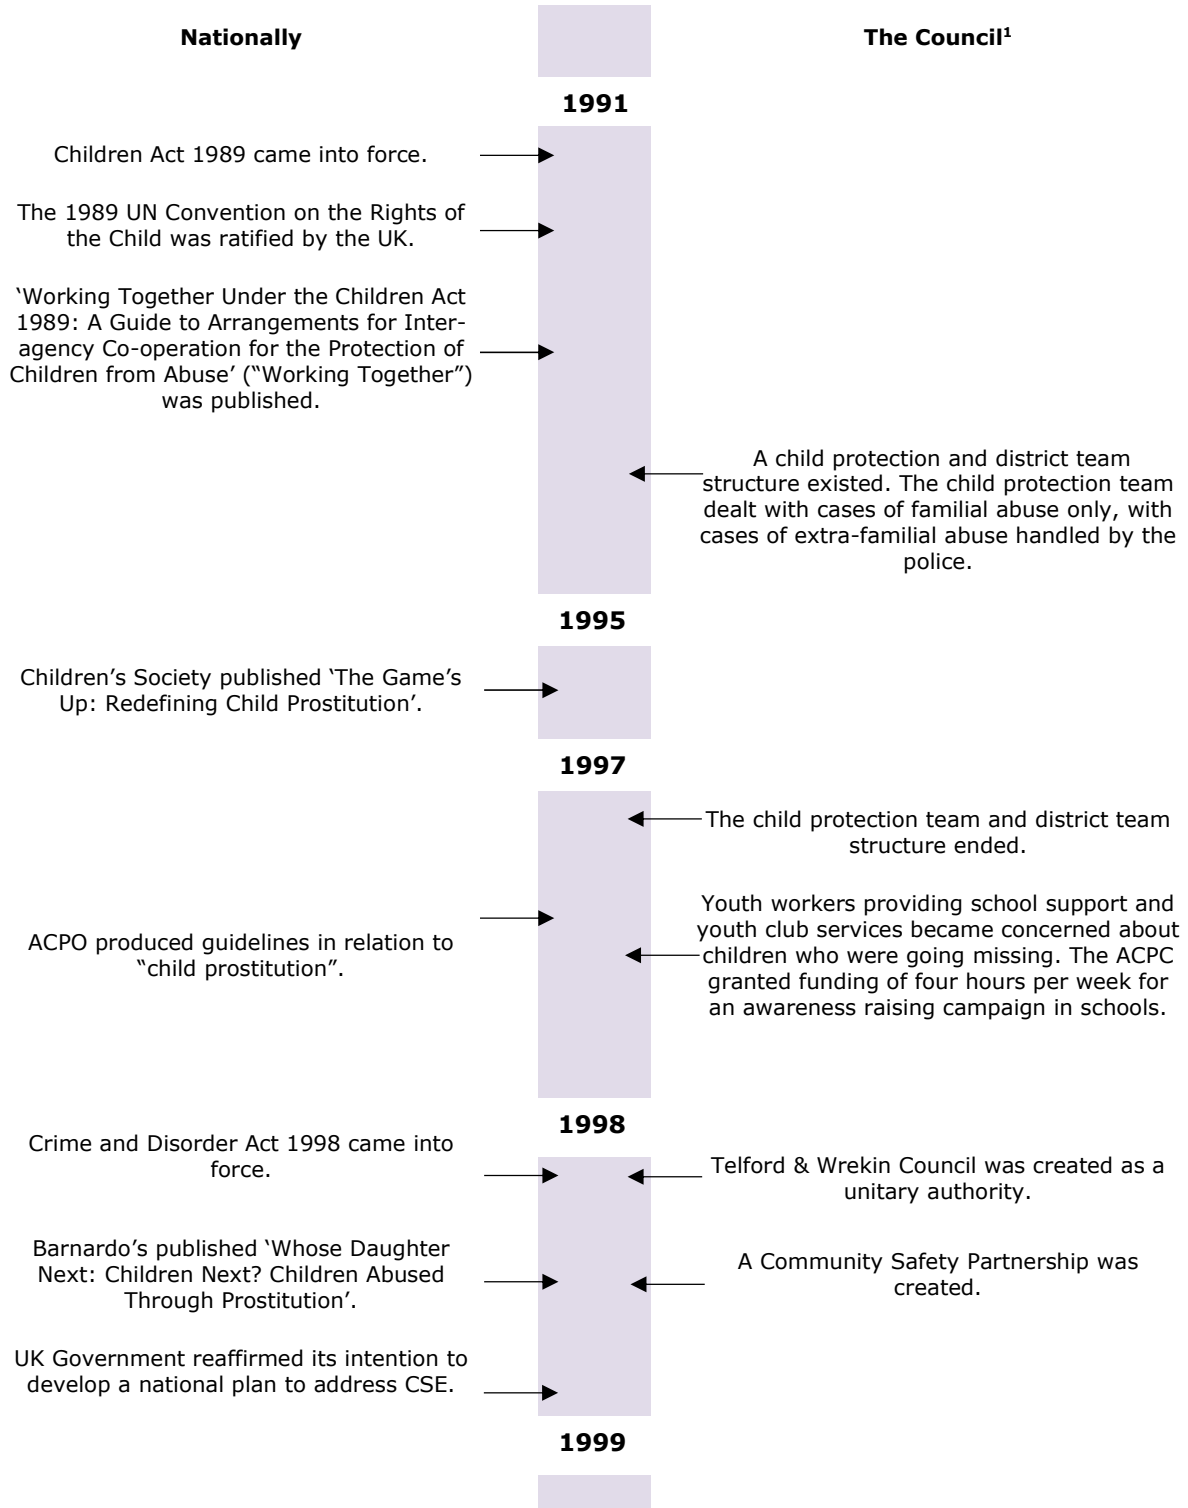 Nationally
The Council¹
1991
Children Act 1989 came into force.
The 1989 UN Convention on the Rights of
the Child was ratified by the UK.
‘Working Together Under the Children Act
1989: A Guide to Arrangements for Inter-
agency Co-operation for the Protection of
Children from Abuse’ (“Working Together”)
was published.
A child protection and district team
structure existed. The child protection team
dealt with cases of familial abuse only, with
cases of extra-familial abuse handled by the
police.
1995
Children’s Society published ‘The Game’s
Up: Redefining Child Prostitution’.
1997
The child protection team and district team
structure ended.
ACPO produced guidelines in relation to
“child prostitution”.
Youth workers providing school support and
youth club services became concerned about
children who were going missing. The ACPC
granted funding of four hours per week for
an awareness raising campaign in schools.
1998
Crime and Disorder Act 1998 came into
force.
Telford & Wrekin Council was created as a
unitary authority.
Barnardo’s published ‘Whose Daughter
Next: Children Next? Children Abused
Through Prostitution’.
A Community Safety Partnership was
created.
UK Government reaffirmed its intention to
develop a national plan to address CSE.
1999